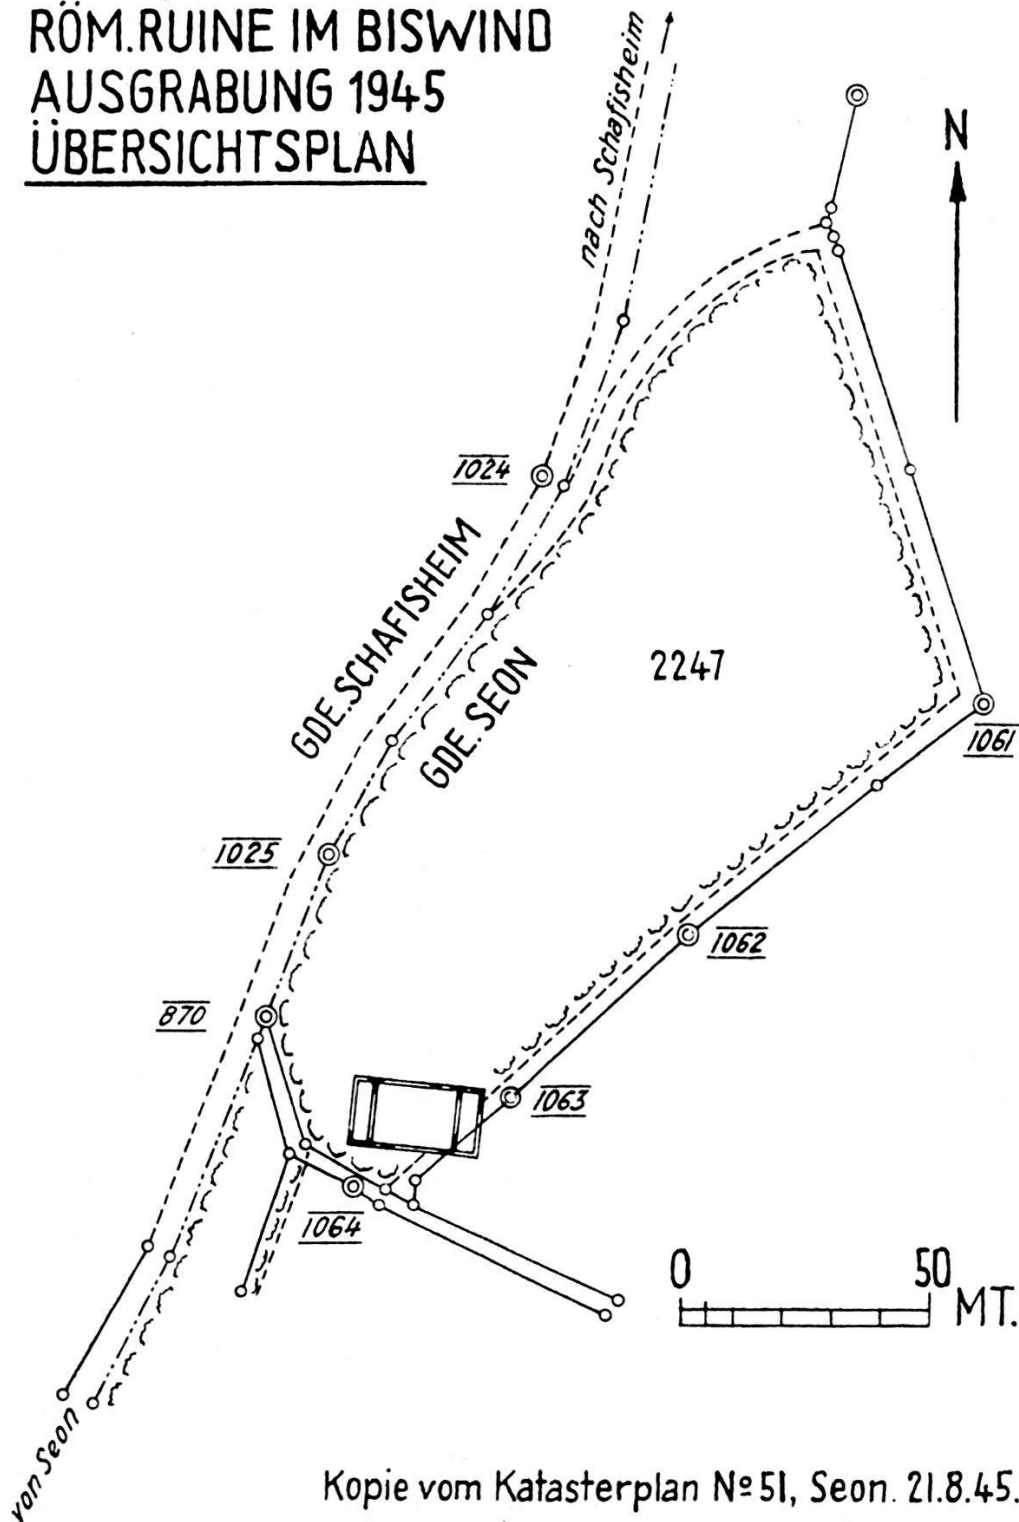 RÖM.RUINE IM BISWIND
AUSGRABUNG 1945
ÜBERSICHTSPLAN
nach Schafisheim
N
1024
GDE.SCHAFISHEIM
GDE.SEON
2247
1061
1025
1062
870
1063
1064
0 50 MT.
von Seon
Kopie vom Katasterplan Nº 51, Seon. 21.8.45.